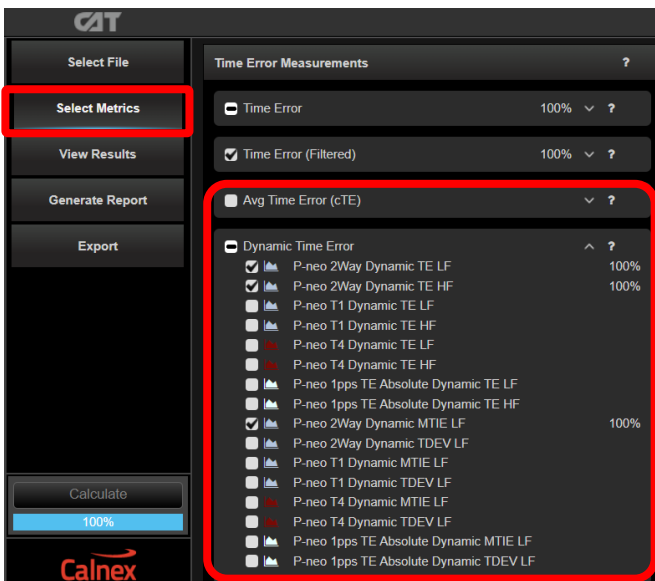 CAT
Select File
Select Metrics
View Results
Generate Report
Export
Calculate
100%
Calnex
Time Error Measurements ?
Time Error 100% ?
Time Error (Filtered) 100% ?
Avg Time Error (cTE) ?
Dynamic Time Error ?
P-neo 2Way Dynamic TE LF 100%
P-neo 2Way Dynamic TE HF 100%
P-neo T1 Dynamic TE LF
P-neo T1 Dynamic TE HF
P-neo T4 Dynamic TE LF
P-neo T4 Dynamic TE HF
P-neo 1pps TE Absolute Dynamic TE LF
P-neo 1pps TE Absolute Dynamic TE HF
P-neo 2Way Dynamic MTIE LF 100%
P-neo 2Way Dynamic TDEV LF
P-neo T1 Dynamic MTIE LF
P-neo T1 Dynamic TDEV LF
P-neo T4 Dynamic MTIE LF
P-neo T4 Dynamic TDEV LF
P-neo 1pps TE Absolute Dynamic MTIE LF
P-neo 1pps TE Absolute Dynamic TDEV LF